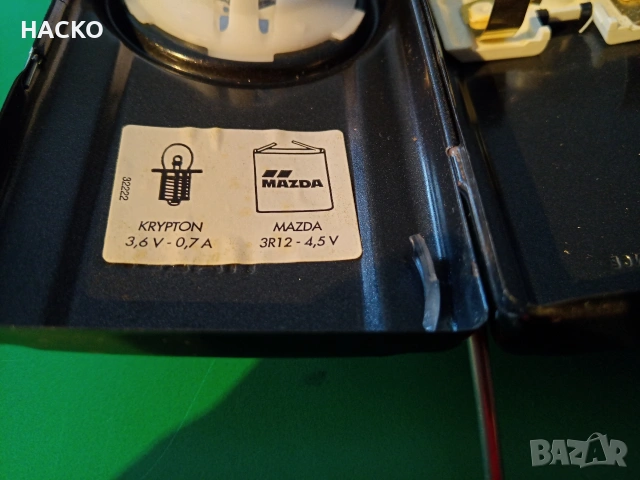 HACKO
32222
MAZDA
KRYPTON
3,6 V - 0,7 A
MAZDA
3R12 - 4,5 V
BAZAR